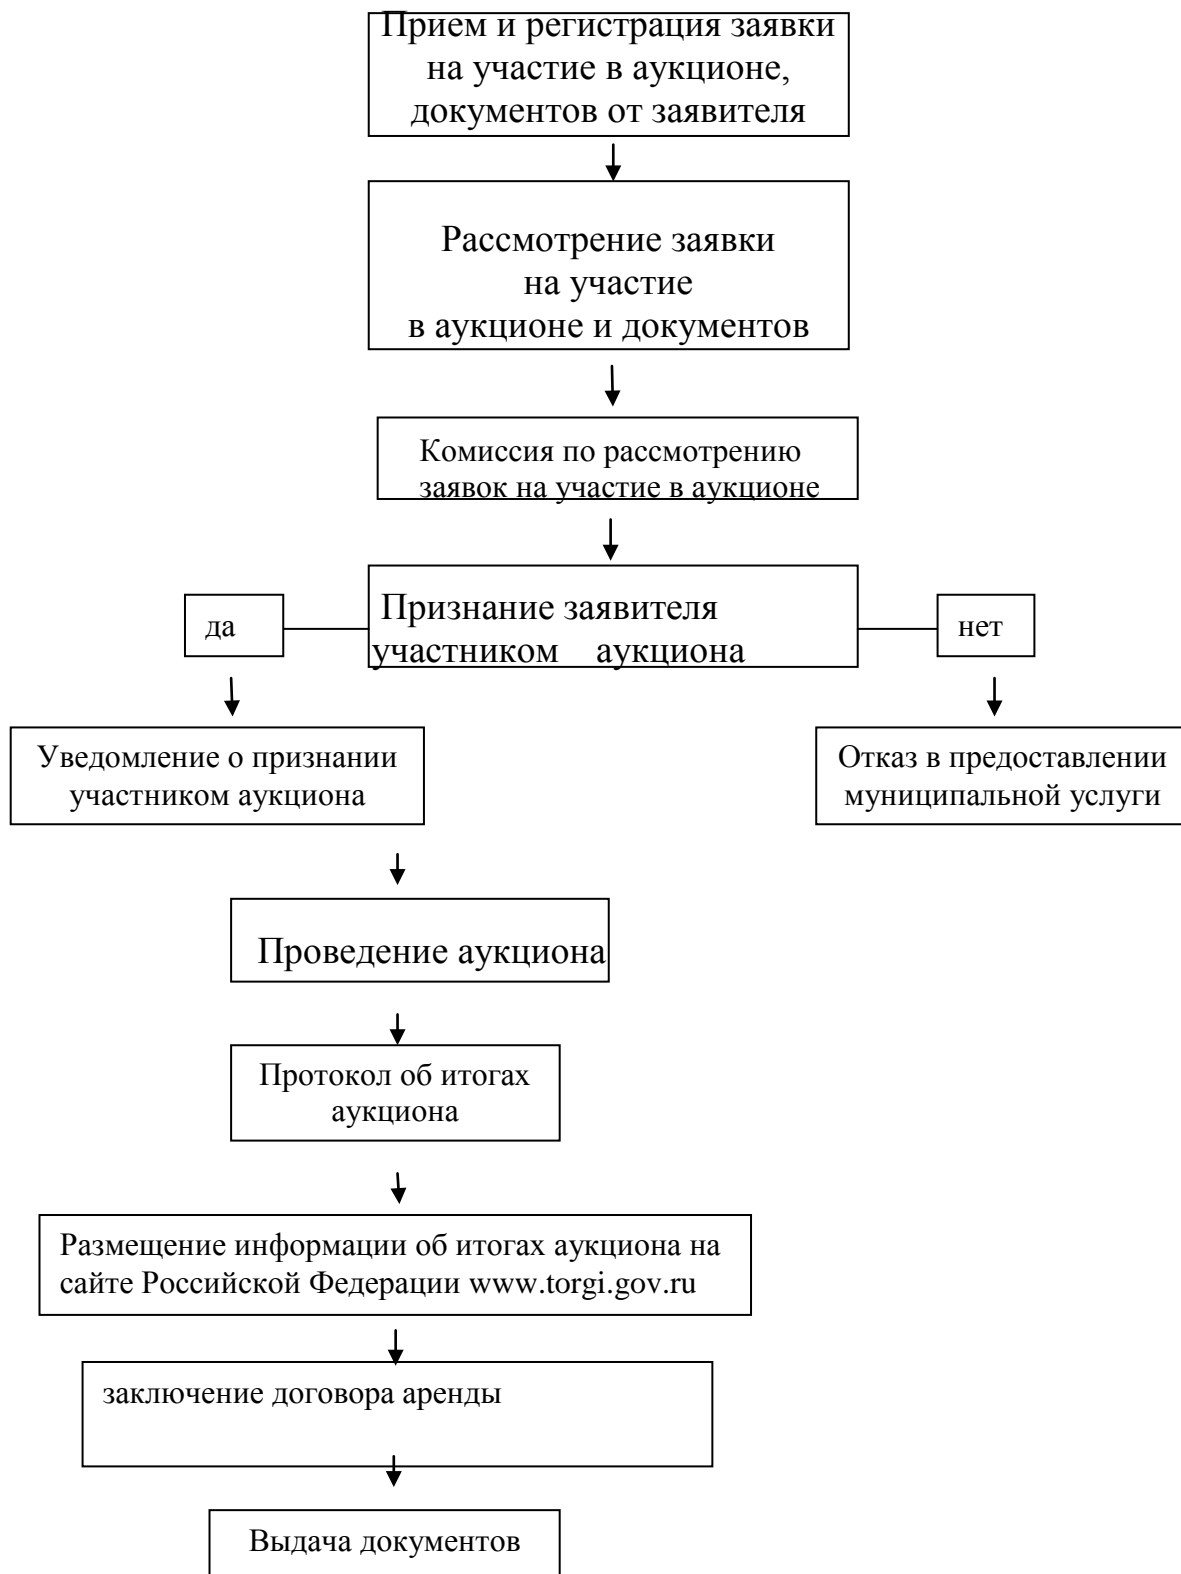 Прием и регистрация заявки
на участие в аукционе,
документов от заявителя
Рассмотрение заявки
на участие
в аукционе и документов
Комиссия по рассмотрению
заявок на участие в аукционе
Признание заявителя
участником аукциона
да
нет
Уведомление о признании
участником аукциона
Отказ в предоставлении
муниципальной услуги
Проведение аукциона
Протокол об итогах
аукциона
Размещение информации об итогах аукциона на
сайте Российской Федерации www.torgi.gov.ru
заключение договора аренды
Выдача документов